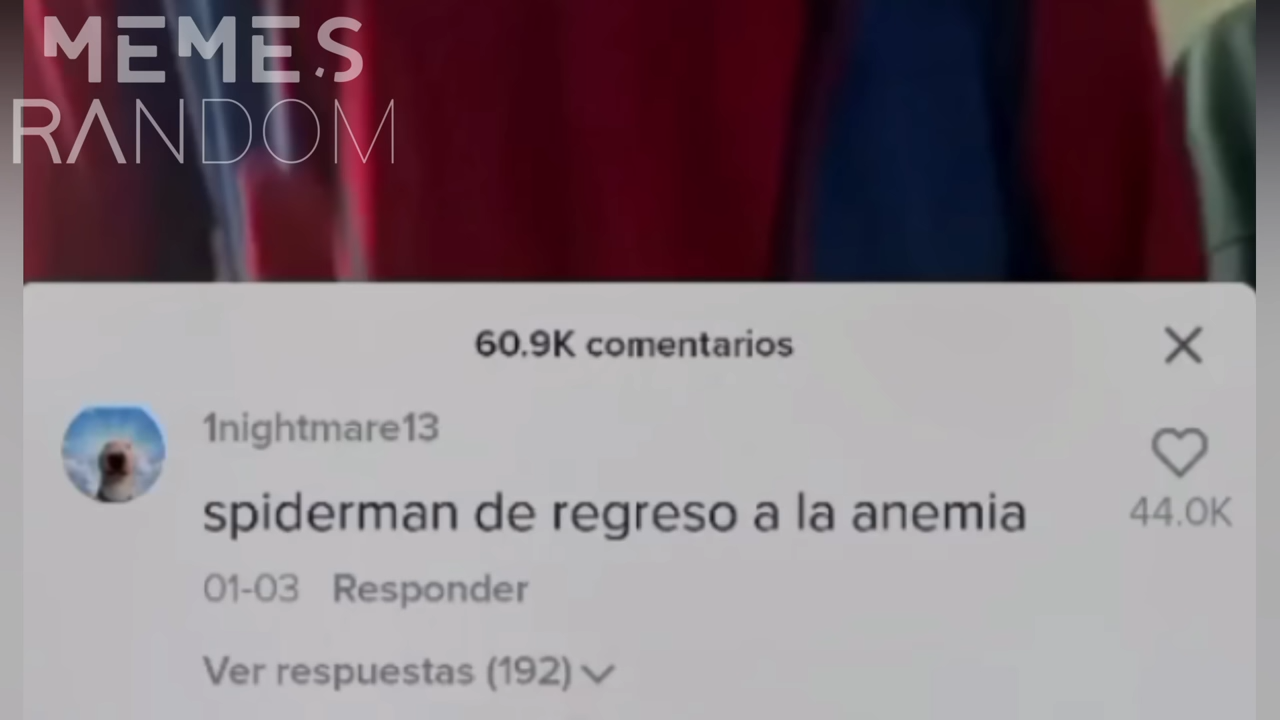 MEMES
RANDOM
60.9K comentarios
1nightmare13
spiderman de regreso a la anemia
44.0K
01-03 Responder
Ver respuestas (192)